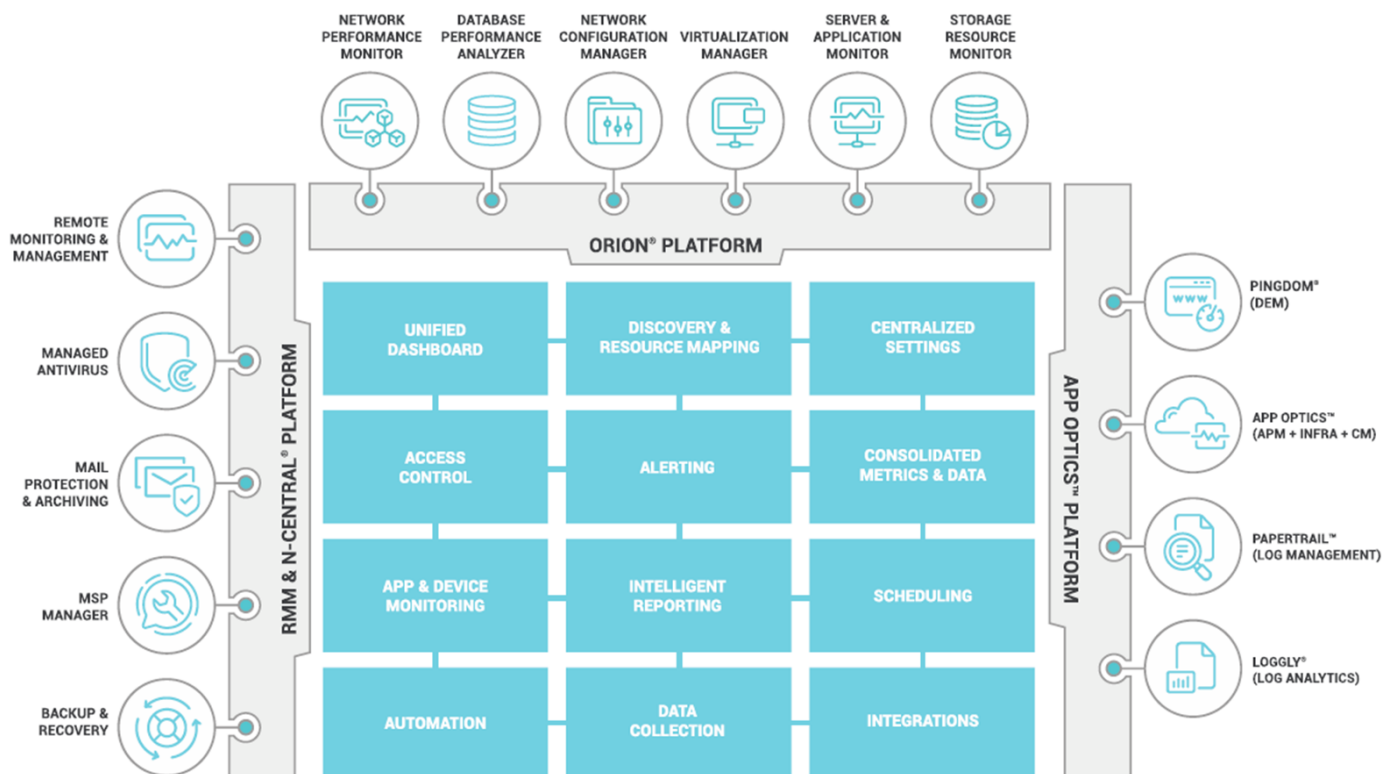 NETWORK
PERFORMANCE
MONITOR
DATABASE
PERFORMANCE
ANALYZER
NETWORK
CONFIGURATION
MANAGER
VIRTUALIZATION
MANAGER
SERVER &
APPLICATION
MONITOR
STORAGE
RESOURCE
MONITOR
ORION® PLATFORM
REMOTE
MONITORING &
MANAGEMENT
MANAGED
ANTIVIRUS
MAIL
PROTECTION
& ARCHIVING
MSP
MANAGER
BACKUP &
RECOVERY
RMM & N-CENTRAL® PLATFORM
UNIFIED
DASHBOARD
DISCOVERY &
RESOURCE MAPPING
CENTRALIZED
SETTINGS
ACCESS
CONTROL
ALERTING
CONSOLIDATED
METRICS & DATA
APP & DEVICE
MONITORING
INTELLIGENT
REPORTING
SCHEDULING
AUTOMATION
DATA
COLLECTION
INTEGRATIONS
APP OPTICS™ PLATFORM
WWW
PINGDOM®
(DEM)
APP OPTICS™
(APM + INFRA + CM)
PAPERTRAIL™
(LOG MANAGEMENT)
LOGGLY®
(LOG ANALYTICS)